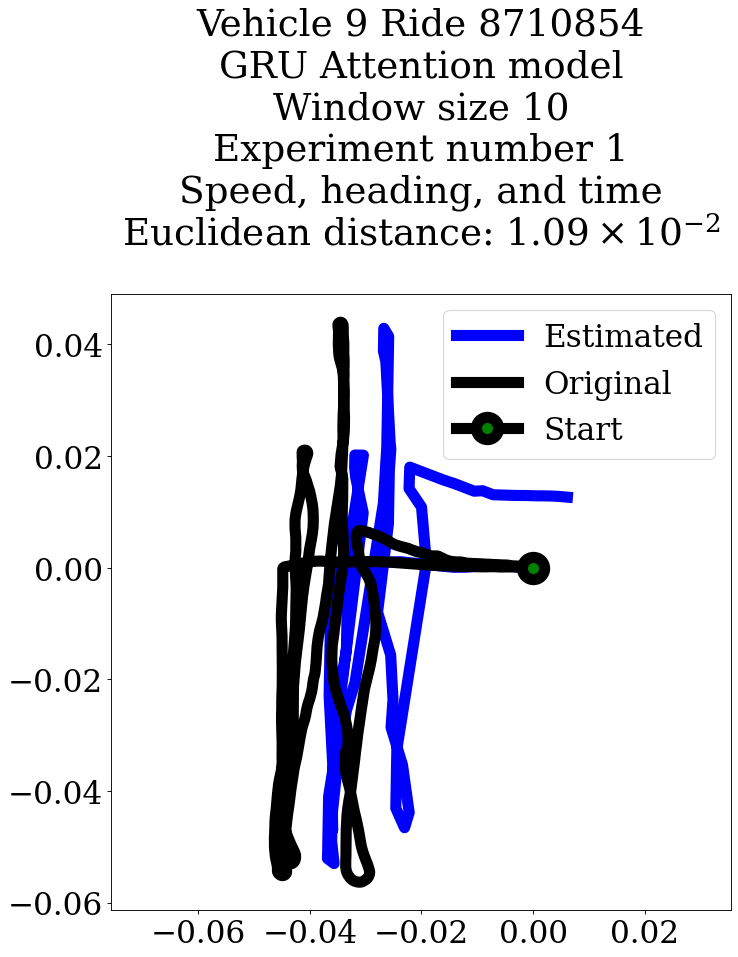 Vehicle 9 Ride 8710854
GRU Attention model
Window size 10
Experiment number 1
Speed, heading, and time
Euclidean distance: 1.09 × 10⁻²
Estimated
Original
Start
0.04
0.02
0.00
−0.02
−0.04
−0.06
−0.06 −0.04 −0.02 0.00 0.02